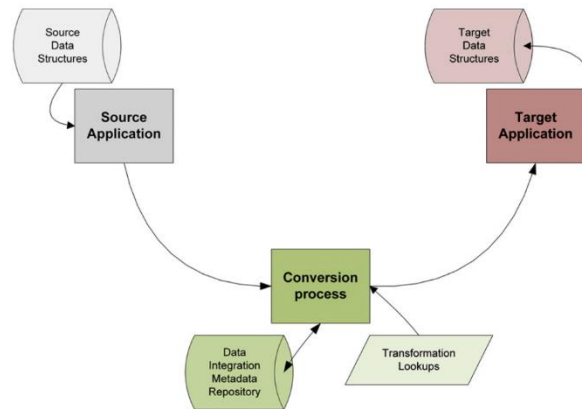 Source
Data
Structures
Target
Data
Structures
Source
Application
Target
Application
Conversion
process
Data
Integration
Metadata
Repository
Transformation
Lookups